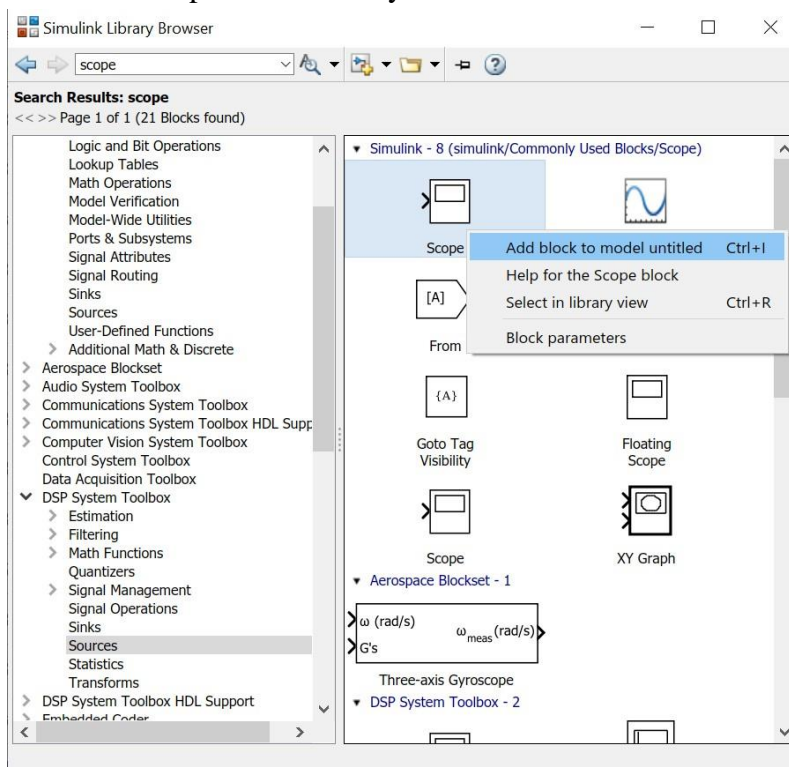 Simulink Library Browser
scope
Search Results: scope
<< >> Page 1 of 1 (21 Blocks found)
Logic and Bit Operations
Lookup Tables
Math Operations
Model Verification
Model-Wide Utilities
Ports & Subsystems
Signal Attributes
Signal Routing
Sinks
Sources
User-Defined Functions
Additional Math & Discrete
Aerospace Blockset
Audio System Toolbox
Communications System Toolbox
Communications System Toolbox HDL Supp
Computer Vision System Toolbox
Control System Toolbox
Data Acquisition Toolbox
DSP System Toolbox
Estimation
Filtering
Math Functions
Quantizers
Signal Management
Signal Operations
Sinks
Sources
Statistics
Transforms
DSP System Toolbox HDL Support
Embedded Coder
Simulink - 8 (simulink/Commonly Used Blocks/Scope)
Scope
Add block to model untitled Ctrl+I
Help for the Scope block
Select in library view Ctrl+R
Block parameters
[A]
From
{A}
Goto Tag
Visibility
Floating
Scope
Scope
XY Graph
Aerospace Blockset - 1
ω (rad/s)
G's
ωmeas (rad/s)
Three-axis Gyroscope
DSP System Toolbox - 2